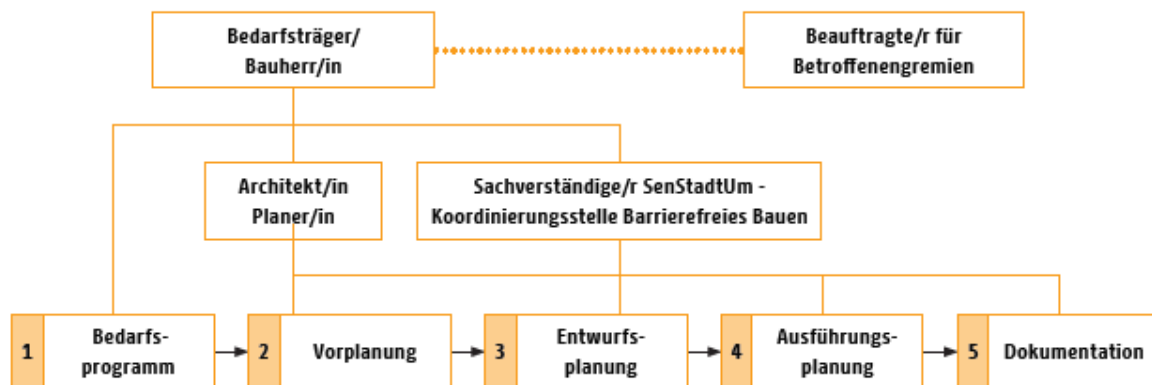 Bedarfsträger/
Bauherr/in
Beauftragte/r für
Betroffenengremien
Architekt/in
Planer/in
Sachverständige/r SenStadtUm -
Koordinierungsstelle Barrierefreies Bauen
1
Bedarfs-
programm
2
Vorplanung
3
Entwurfs-
planung
4
Ausführungs-
planung
5
Dokumentation